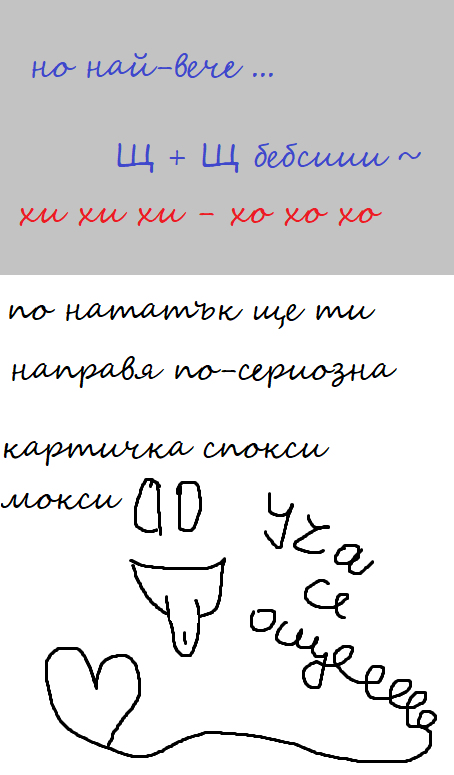 но най-вече ...
Щ + Щ бебсиии ~
хи хи хи - хо хо хо
по нататък ще ти
направя по-сериозна
картичка спокси
мокси
Уча
се
ощеееее